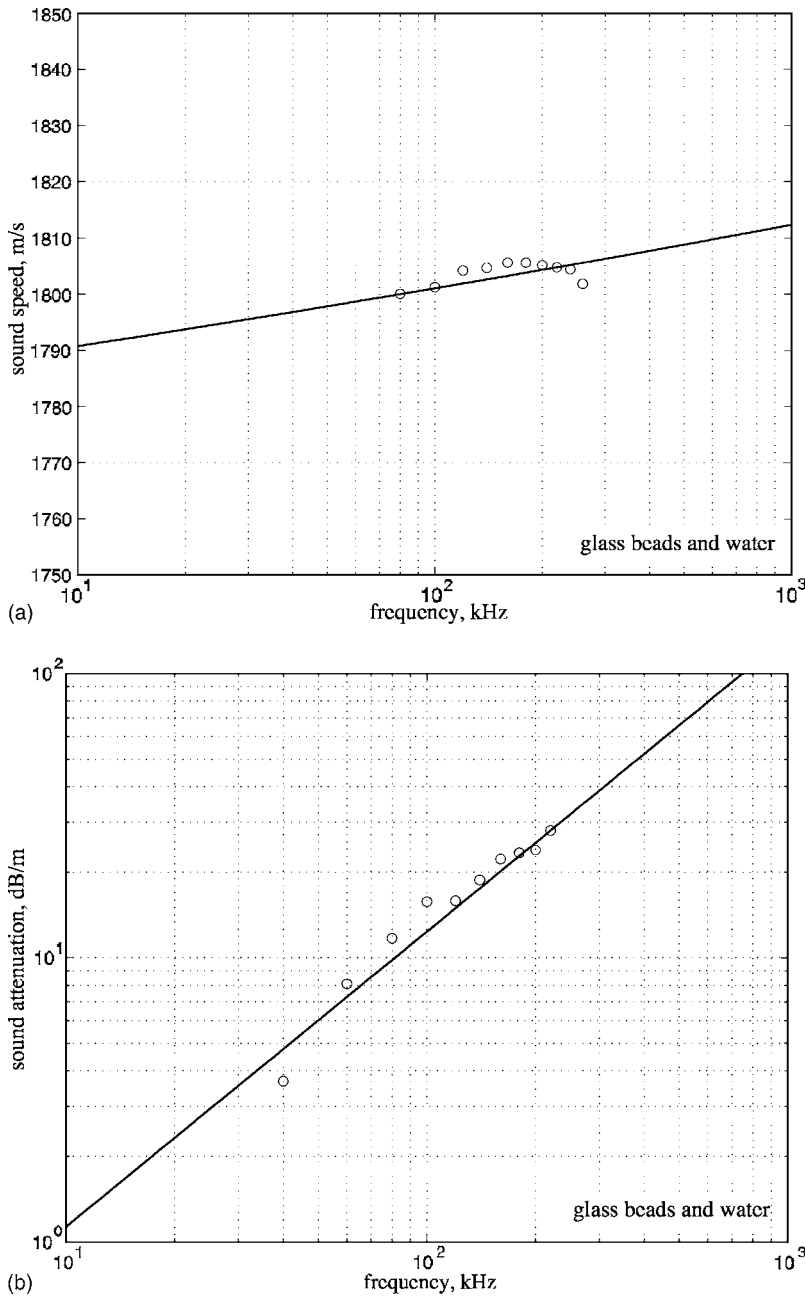 1850
1840
1830
1820
1810
1800
1790
1780
1770
1760
1750
sound speed, m/s
glass beads and water
10^1
10^2
10^3
frequency, kHz
(a)
10^2
10^1
10^0
sound attenuation, dB/m
glass beads and water
10^1
10^2
10^3
frequency, kHz
(b)